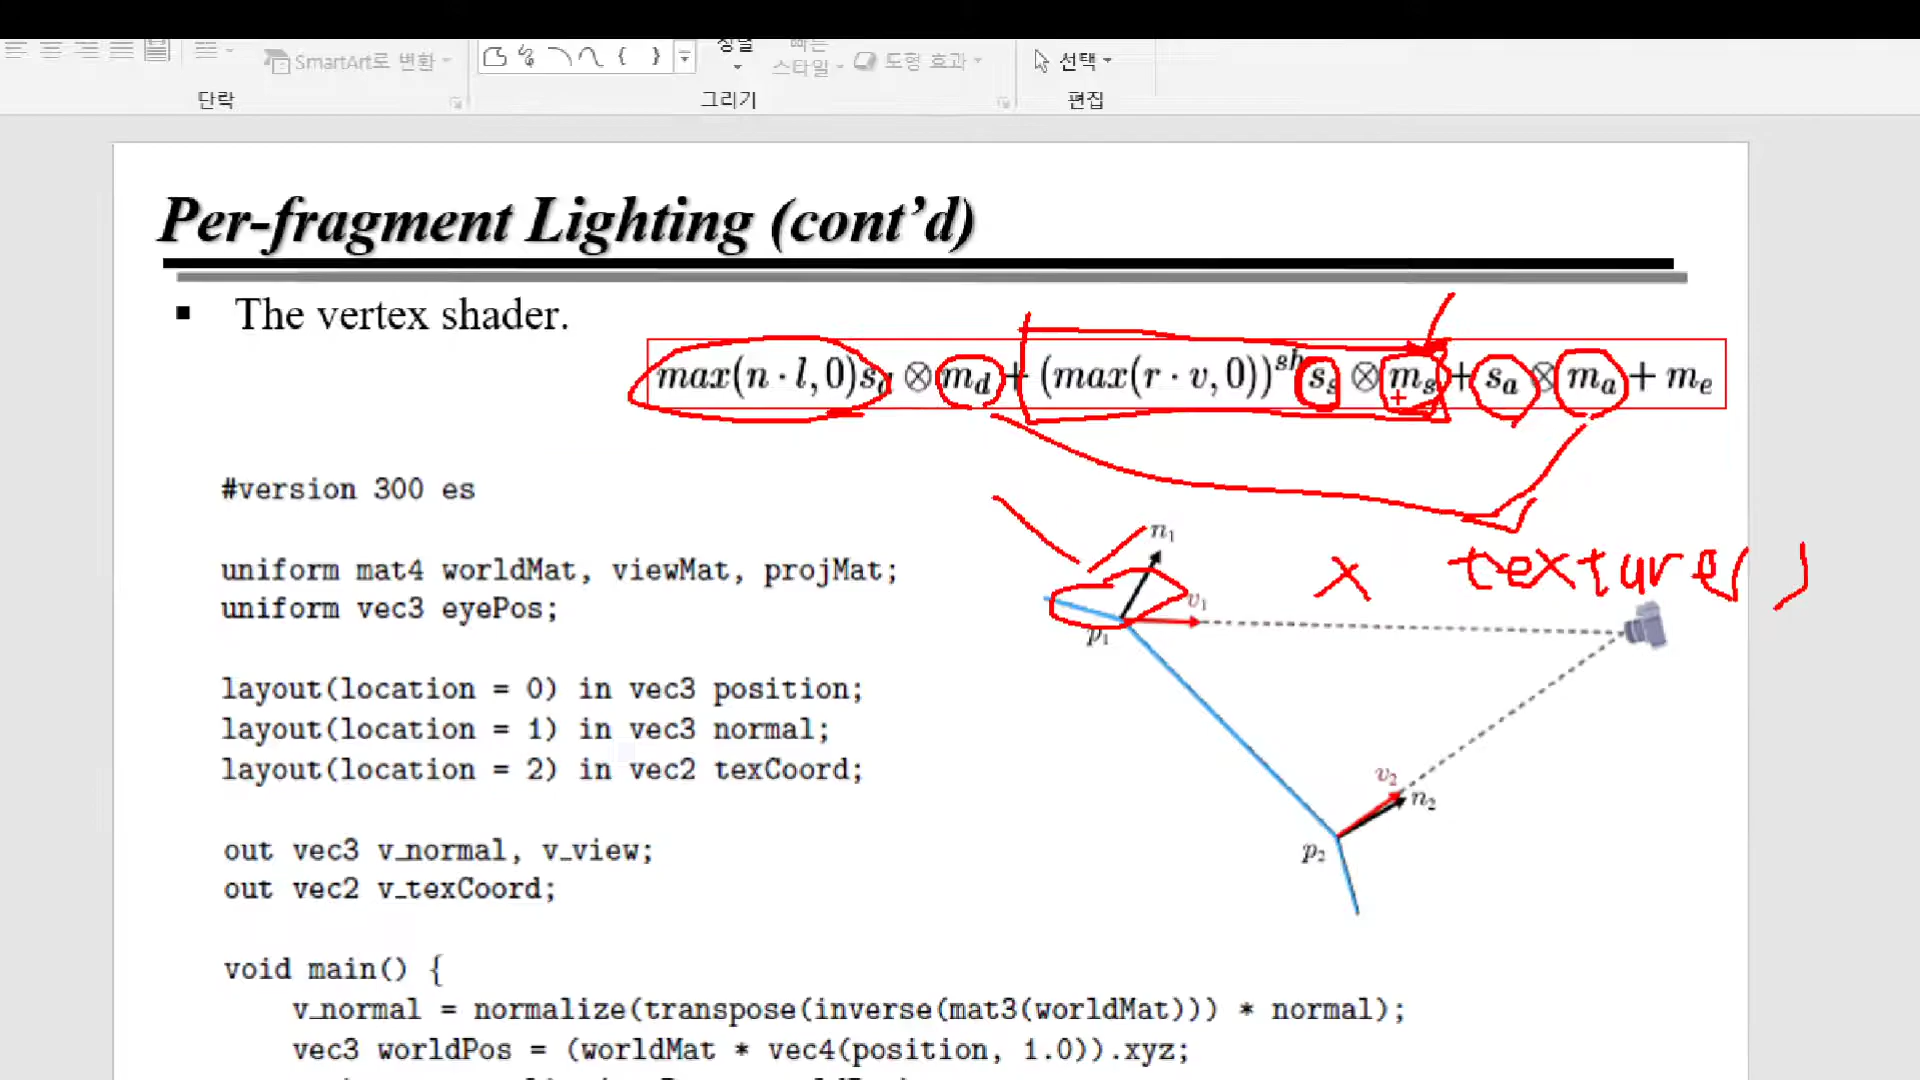 SmartArt로 변환
정렬
빠른
스타일
도형 효과
선택
단락
그리기
편집
Per-fragment Lighting (cont’d)
▪ The vertex shader.
max(n · l, 0)s_d ⊗ m_d + (max(r · v, 0))^sh s_s ⊗ m_s + s_a ⊗ m_a + m_e
#version 300 es
uniform mat4 worldMat, viewMat, projMat;
uniform vec3 eyePos;
layout(location = 0) in vec3 position;
layout(location = 1) in vec3 normal;
layout(location = 2) in vec2 texCoord;
out vec3 v_normal, v_view;
out vec2 v_texCoord;
void main() {
v_normal = normalize(transpose(inverse(mat3(worldMat))) * normal);
vec3 worldPos = (worldMat * vec4(position, 1.0)).xyz;
n1
x texture( )
v1
p1
v2
n2
p2